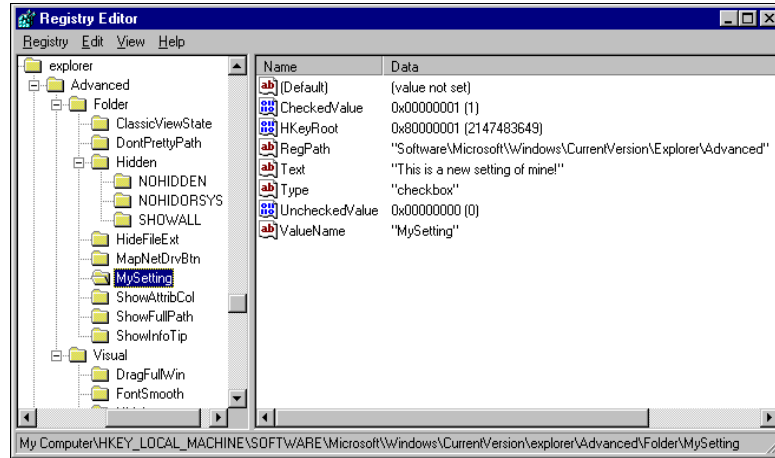 Registry Editor
Registry Edit View Help
explorer
Advanced
Folder
ClassicViewState
DontPrettyPath
Hidden
NOHIDDEN
NOHIDORSYS
SHOWALL
HideFileExt
MapNetDrvBtn
MySetting
ShowAttribCol
ShowFullPath
ShowInfoTip
Visual
DragFullWin
FontSmooth
Name Data
(Default) (value not set)
CheckedValue 0x00000001 (1)
HKeyRoot 0x80000001 (2147483649)
RegPath "Software\Microsoft\Windows\CurrentVersion\Explorer\Advanced"
Text "This is a new setting of mine!"
Type "checkbox"
UncheckedValue 0x00000000 (0)
ValueName "MySetting"
My Computer\HKEY_LOCAL_MACHINE\SOFTWARE\Microsoft\Windows\CurrentVersion\explorer\Advanced\Folder\MySetting